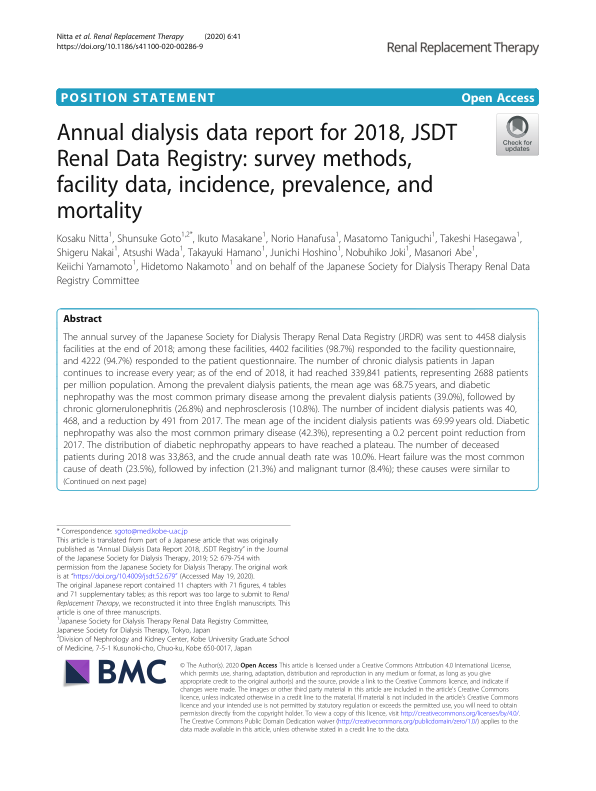 Nitta et al. Renal Replacement Therapy (2020) 6:41
https://doi.org/10.1186/s41100-020-00286-9
Renal Replacement Therapy
POSITION STATEMENT Open Access
Annual dialysis data report for 2018, JSDT
Renal Data Registry: survey methods,
facility data, incidence, prevalence, and
mortality
Check for
updates
Kosaku Nitta1, Shunsuke Goto1,2*, Ikuto Masakane1, Norio Hanafusa1, Masatomo Taniguchi1, Takeshi Hasegawa1,
Shigeru Nakai1, Atsushi Wada1, Takayuki Hamano1, Junichi Hoshino1, Nobuhiko Joki1, Masanori Abe1,
Keiichi Yamamoto1, Hidetomo Nakamoto1 and on behalf of the Japanese Society for Dialysis Therapy Renal Data
Registry Committee
Abstract
The annual survey of the Japanese Society for Dialysis Therapy Renal Data Registry (JRDR) was sent to 4458 dialysis
facilities at the end of 2018; among these facilities, 4402 facilities (98.7%) responded to the facility questionnaire,
and 4222 (94.7%) responded to the patient questionnaire. The number of chronic dialysis patients in Japan
continues to increase every year; as of the end of 2018, it had reached 339,841 patients, representing 2688 patients
per million population. Among the prevalent dialysis patients, the mean age was 68.75 years, and diabetic
nephropathy was the most common primary disease among the prevalent dialysis patients (39.0%), followed by
chronic glomerulonephritis (26.8%) and nephrosclerosis (10.8%). The number of incident dialysis patients was 40,
468, and a reduction by 491 from 2017. The mean age of the incident dialysis patients was 69.99 years old. Diabetic
nephropathy was also the most common primary disease (42.3%), representing a 0.2 percent point reduction from
2017. The distribution of diabetic nephropathy appears to have reached a plateau. The number of deceased
patients during 2018 was 33,863, and the crude annual death rate was 10.0%. Heart failure was the most common
cause of death (23.5%), followed by infection (21.3%) and malignant tumor (8.4%); these causes were similar to
(Continued on next page)
* Correspondence: sgoto@med.kobe-u.ac.jp
This article is translated from part of a Japanese article that was originally
published as “Annual Dialysis Data Report 2018, JSDT Registry” in the Journal
of the Japanese Society for Dialysis Therapy, 2019; 52: 679-754 with
permission from the Japanese Society for Dialysis Therapy. The original work
is at “https://doi.org/10.4009/jsdt.52.679” (Accessed May 19, 2020).
The original Japanese report contained 11 chapters with 71 figures, 4 tables
and 71 supplementary tables; as this report was too large to submit to Renal
Replacement Therapy, we reconstructed it into three English manuscripts. This
article is one of three manuscripts.
1Japanese Society for Dialysis Therapy Renal Data Registry Committee,
Japanese Society for Dialysis Therapy, Tokyo, Japan
2Division of Nephrology and Kidney Center, Kobe University Graduate School
of Medicine, 7-5-1 Kusunoki-cho, Chuo-ku, Kobe 650-0017, Japan
BMC
© The Author(s). 2020 Open Access This article is licensed under a Creative Commons Attribution 4.0 International License,
which permits use, sharing, adaptation, distribution and reproduction in any medium or format, as long as you give
appropriate credit to the original author(s) and the source, provide a link to the Creative Commons licence, and indicate if
changes were made. The images or other third party material in this article are included in the article's Creative Commons
licence, unless indicated otherwise in a credit line to the material. If material is not included in the article's Creative Commons
licence and your intended use is not permitted by statutory regulation or exceeds the permitted use, you will need to obtain
permission directly from the copyright holder. To view a copy of this licence, visit http://creativecommons.org/licenses/by/4.0/.
The Creative Commons Public Domain Dedication waiver (http://creativecommons.org/publicdomain/zero/1.0/) applies to the
data made available in this article, unless otherwise stated in a credit line to the data.